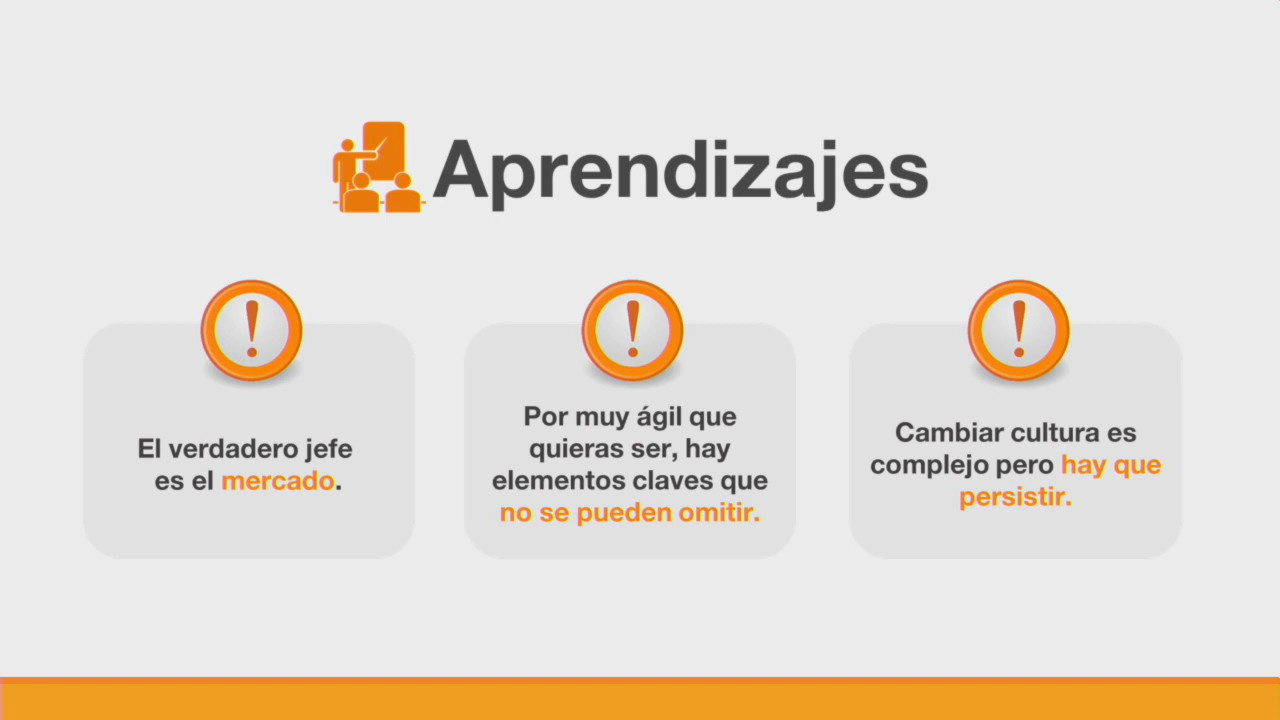 Aprendizajes
El verdadero jefe
es el mercado.
Por muy ágil que
quieras ser, hay
elementos claves que
no se pueden omitir.
Cambiar cultura es
complejo pero hay que
persistir.